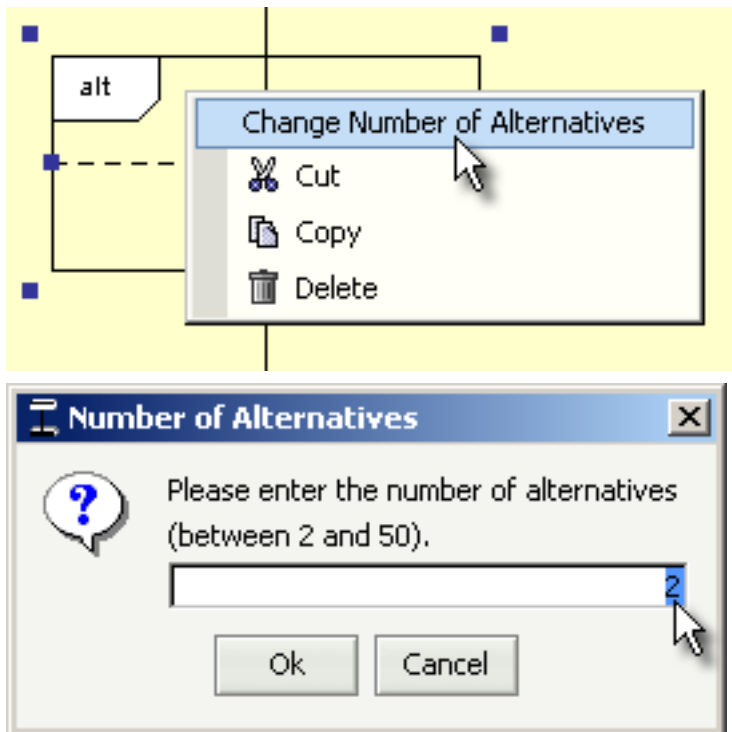 alt
Change Number of Alternatives
Cut
Copy
Delete
Number of Alternatives
?
Please enter the number of alternatives
(between 2 and 50).
2
Ok
Cancel